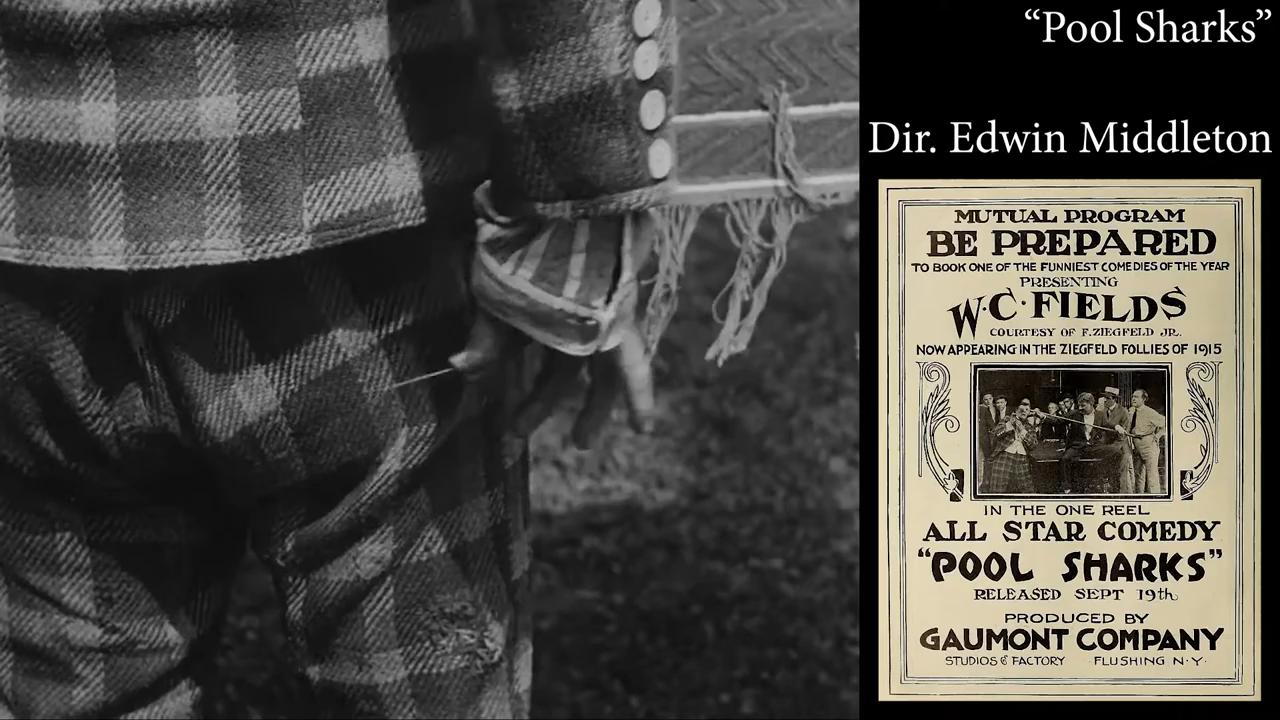 “Pool Sharks”
Dir. Edwin Middleton
MUTUAL PROGRAM
BE PREPARED
TO BOOK ONE OF THE FUNNIEST COMEDIES OF THE YEAR
PRESENTING
W·C·FIELDS
COURTESY OF F. ZIEGFELD JR.
NOW APPEARING IN THE ZIEGFELD FOLLIES OF 1915
IN THE ONE REEL
ALL STAR COMEDY
“POOL SHARKS”
RELEASED SEPT 19th
PRODUCED BY
GAUMONT COMPANY
STUDIOS & FACTORY FLUSHING N·Y·